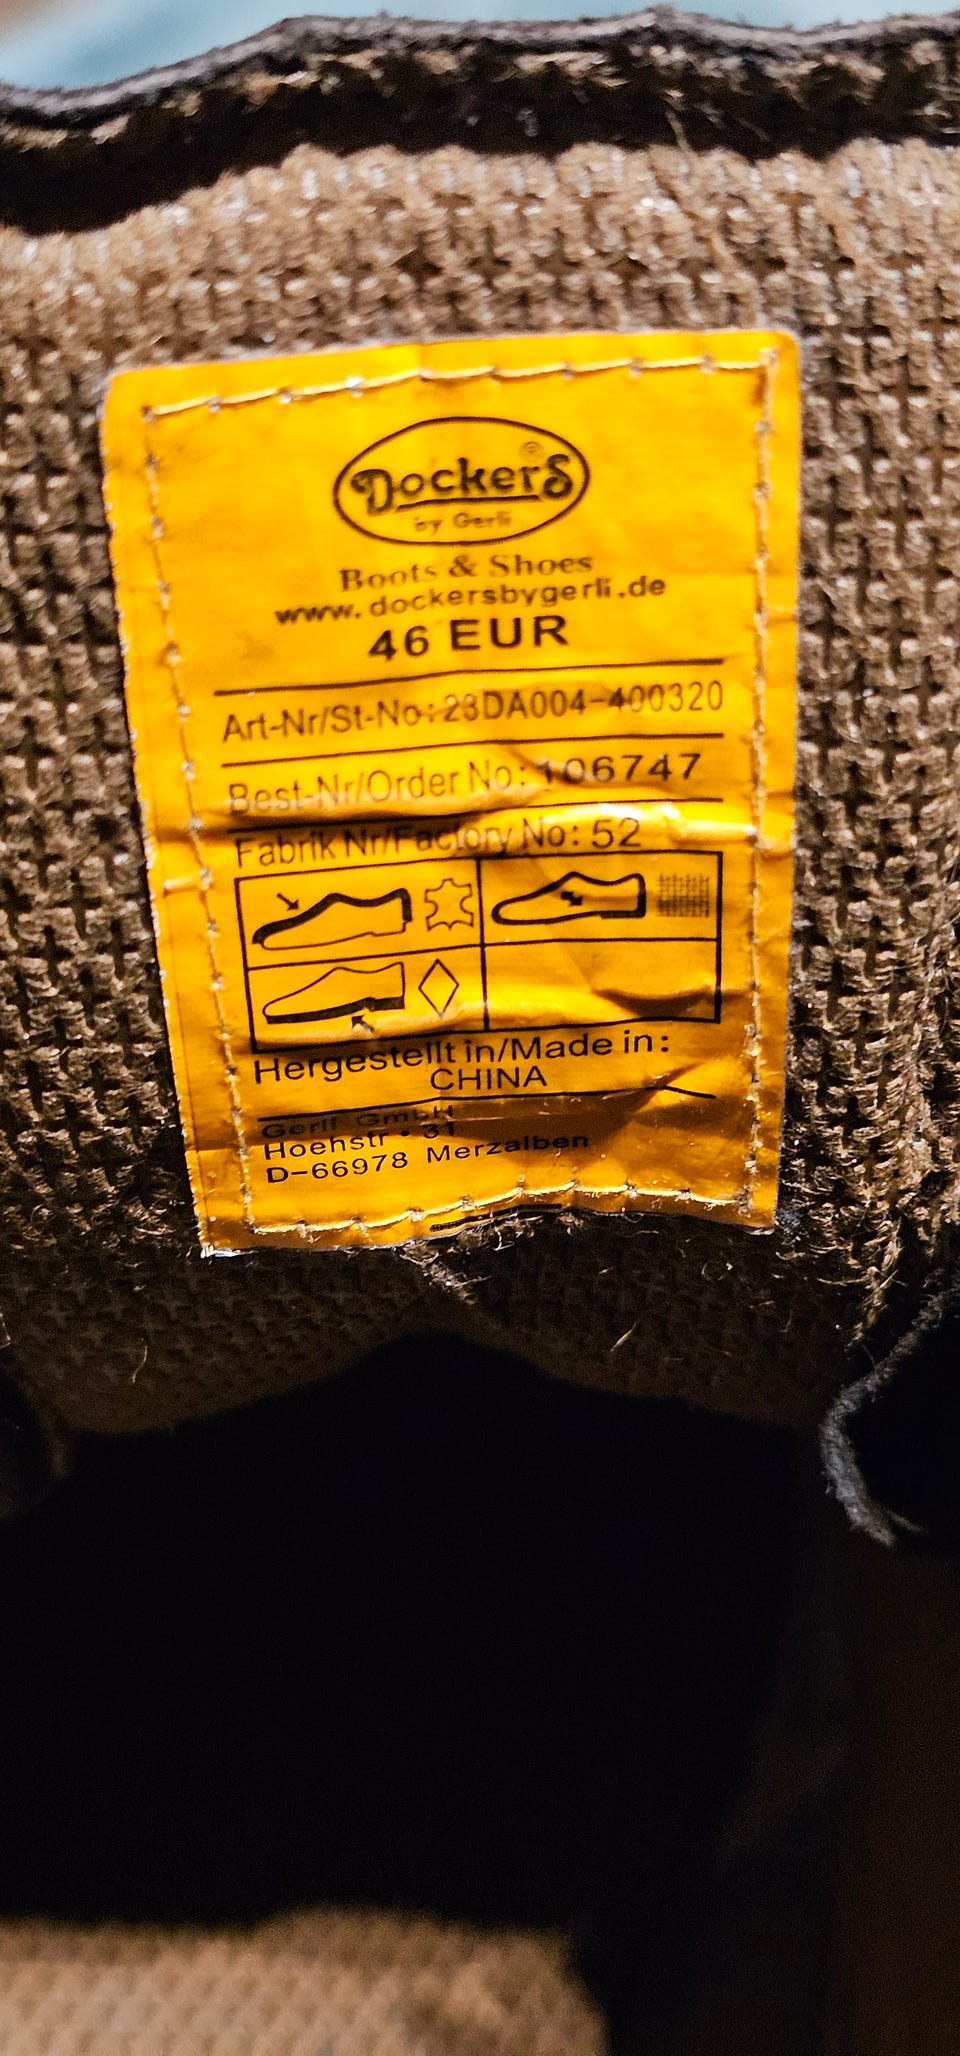 Dockers®
by Gerli
Boots & Shoes
www.dockersbygerli.de
46 EUR
Art-Nr/St-No:23DA004-400320
Best-Nr/Order No: 106747
Fabrik Nr/Factory No: 52
Hergestellt in/Made in:
CHINA
Gerli GmbH
Hoehstr • 31
D-66978 Merzalben